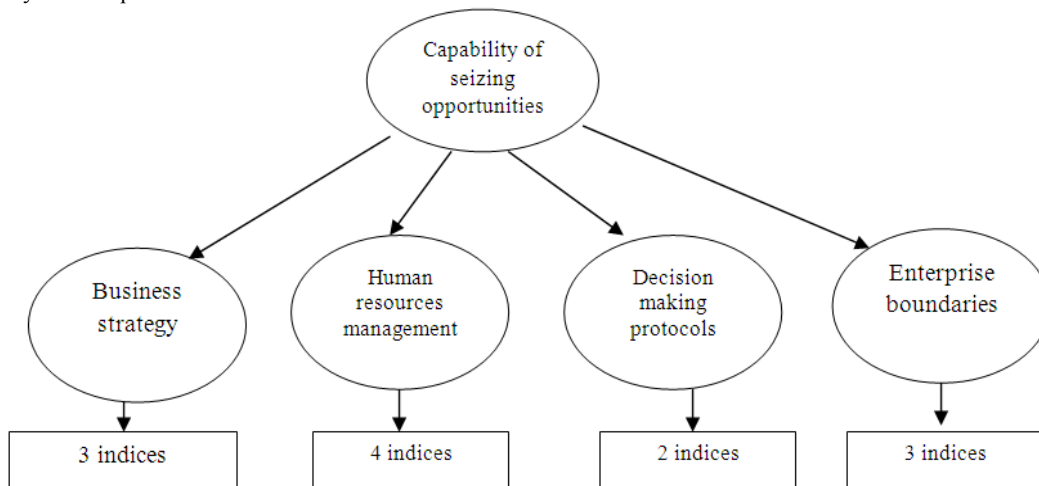 Capability of
seizing
opportunities
Business
strategy
Human
resources
management
Decision
making
protocols
Enterprise
boundaries
3 indices
4 indices
2 indices
3 indices